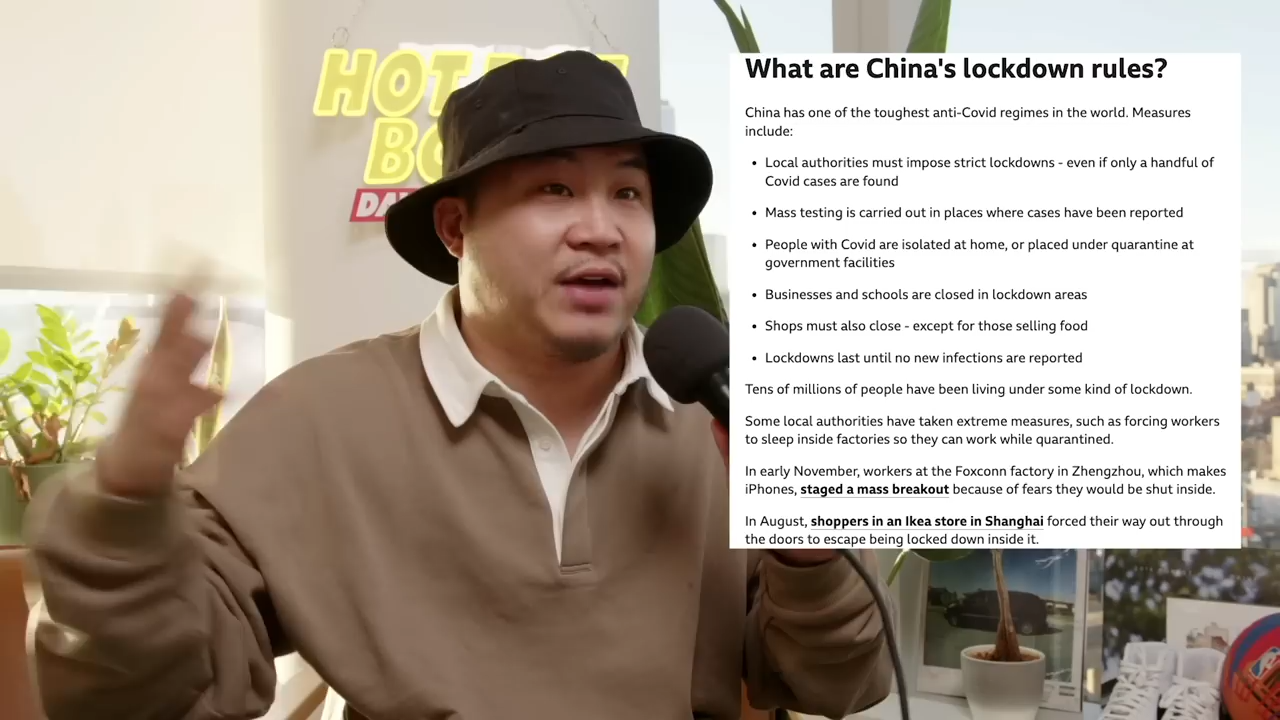 HOT
BO
DA
What are China's lockdown rules?
China has one of the toughest anti-Covid regimes in the world. Measures
include:
• Local authorities must impose strict lockdowns - even if only a handful of
Covid cases are found
• Mass testing is carried out in places where cases have been reported
• People with Covid are isolated at home, or placed under quarantine at
government facilities
• Businesses and schools are closed in lockdown areas
• Shops must also close - except for those selling food
• Lockdowns last until no new infections are reported
Tens of millions of people have been living under some kind of lockdown.
Some local authorities have taken extreme measures, such as forcing workers
to sleep inside factories so they can work while quarantined.
In early November, workers at the Foxconn factory in Zhengzhou, which makes
iPhones, staged a mass breakout because of fears they would be shut inside.
In August, shoppers in an Ikea store in Shanghai forced their way out through
the doors to escape being locked down inside it.